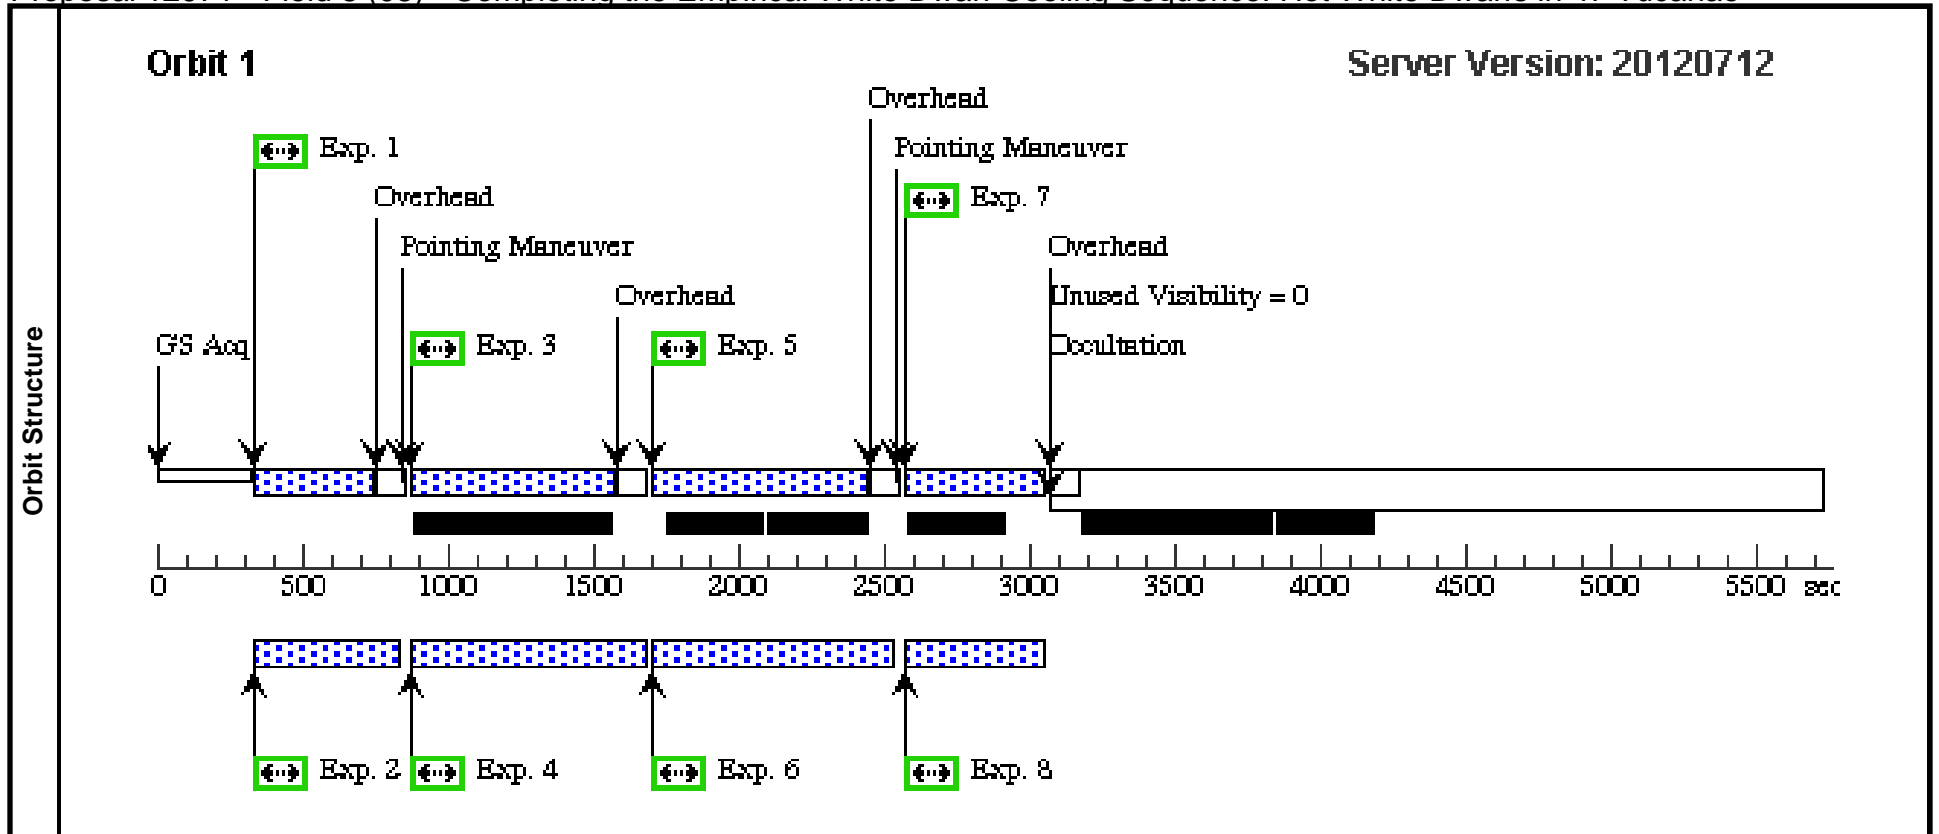 Orbit 1
Server Version: 20120712
Overhead
Exp. 1
Pointing Maneuver
Overhead
Exp. 7
Pointing Maneuver
Overhead
Overhead
Unused Visibility = 0
GS Acq
Exp. 3
Exp. 5
Occultation
Orbit Structure
0 500 1000 1500 2000 2500 3000 3500 4000 4500 5000 5500 sec
Exp. 2
Exp. 4
Exp. 6
Exp. 8